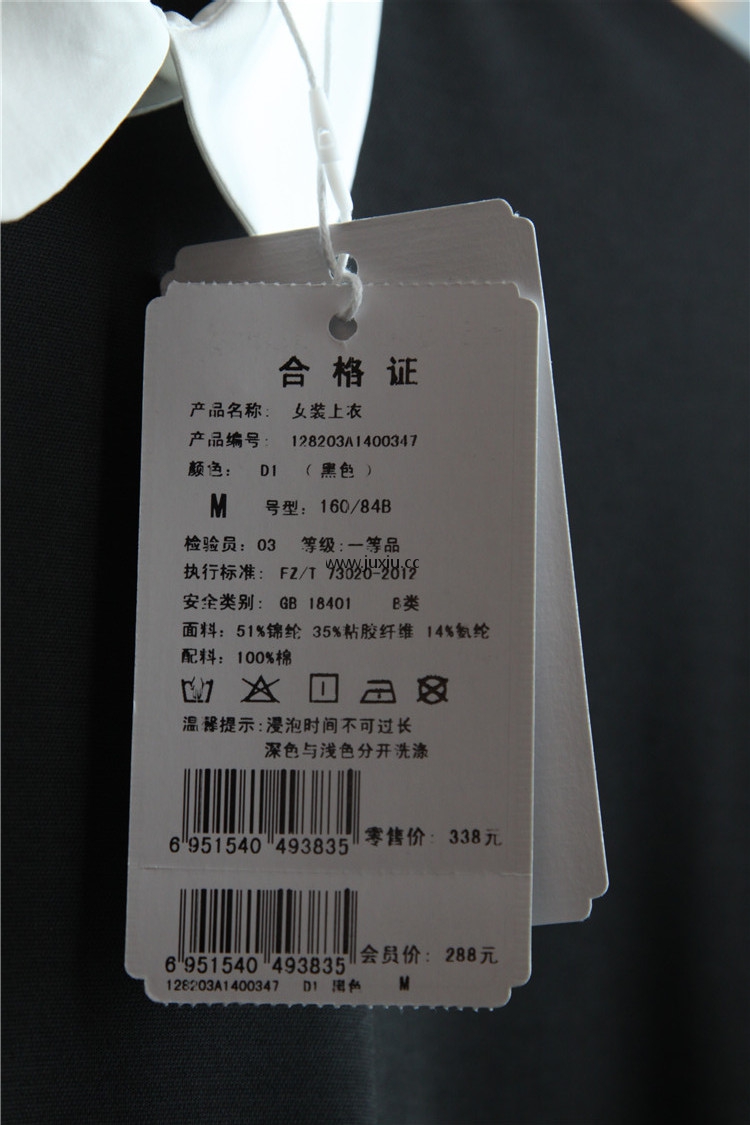 合格证
产品名称: 女装上衣
产品编号: 128203A1400347
颜色: D1 (黑色)
M 号型: 160/84B
检验员: 03 等级:一等品
www.juxju.cc
执行标准: FZ/T 73020-2012
安全类别: GB 18401 B类
面料: 51%锦纶 35%粘胶纤维 14%氨纶
配料: 100%棉
温馨提示:浸泡时间不可过长
深色与浅色分开洗涤
6 951540 493835 零售价: 338元
6 951540 493835 会员价: 288元
128203A1400347 D1 黑色 M